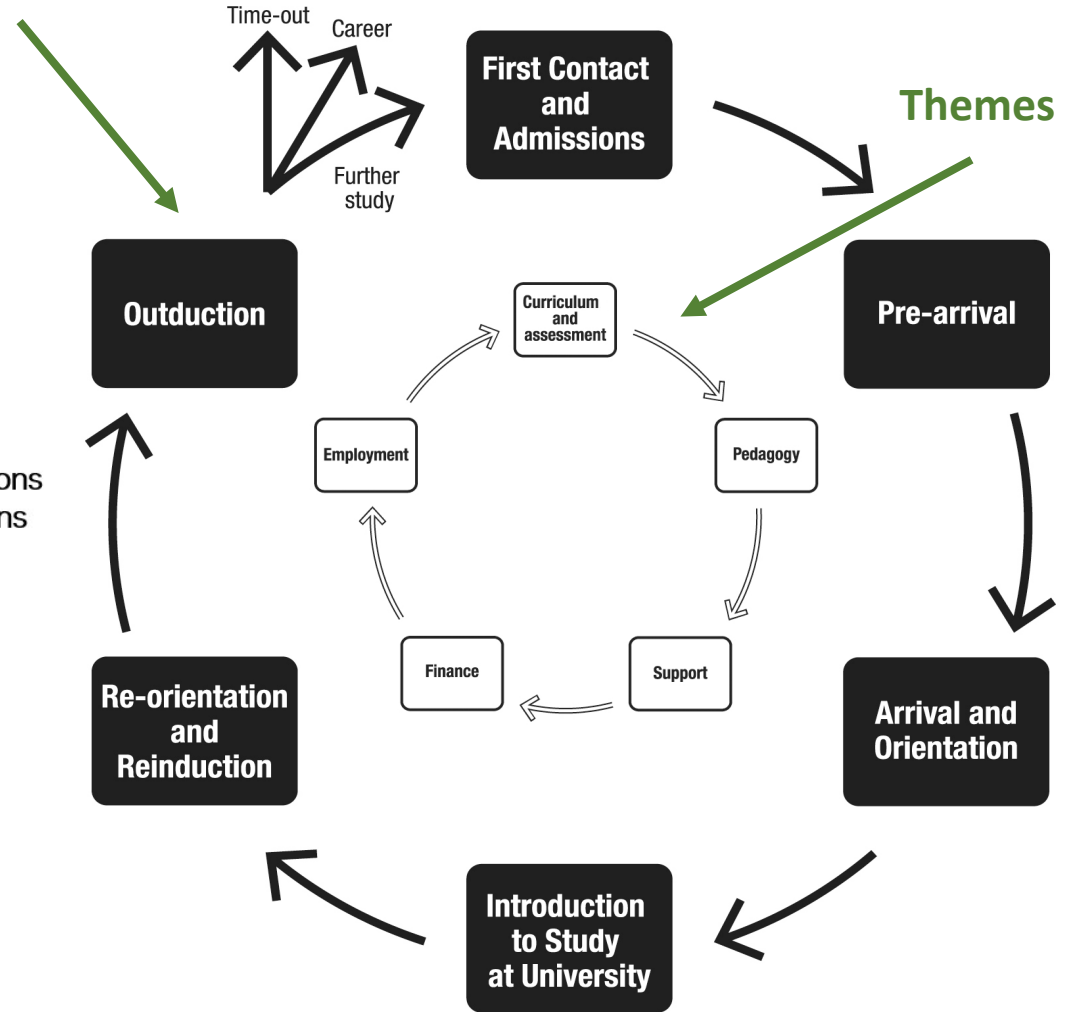 Time-out
Career
Further
study
First Contact
and
Admissions
Themes
Outduction
Pre-arrival
Curriculum
and
assessment
Employment
Pedagogy
Finance
Support
Re-orientation
and
Reinduction
Arrival and
Orientation
Introduction
to Study
at University